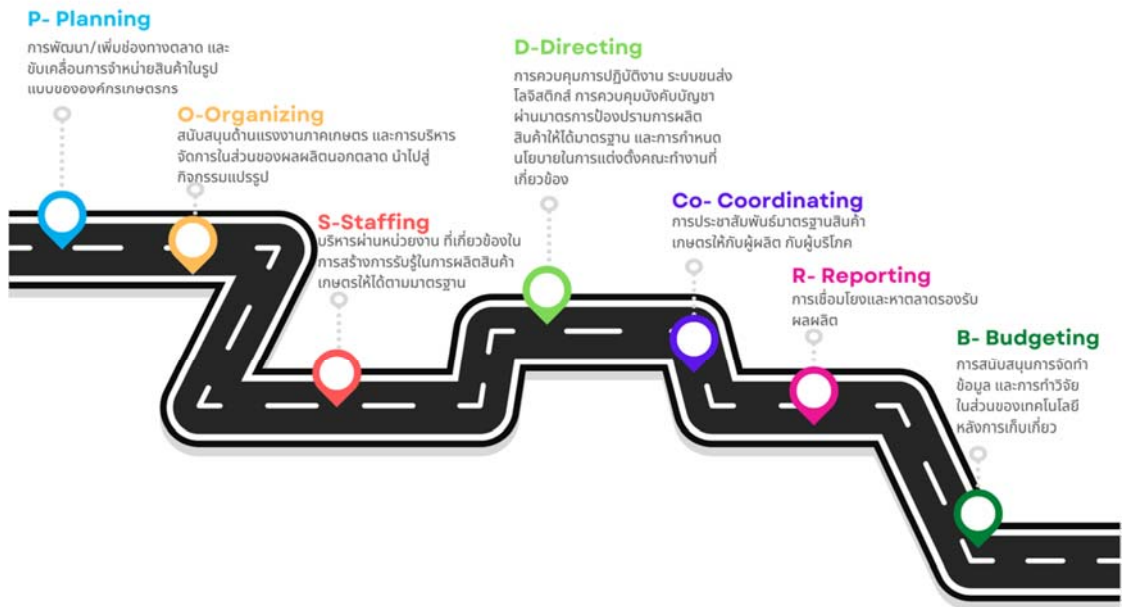 P- Planning
การพัฒนา/เพิ่มช่องทางตลาด และ
ขับเคลื่อนการจำหน่ายสินค้าในรูป
แบบขององค์กรเกษตรกร
O-Organizing
สนับสนุนด้านแรงงานภาคเกษตร และการบริหาร
จัดการในส่วนของผลผลิตนอกตลาด นำไปสู่
กิจกรรมแปรรูป
S-Staffing
บริหารผ่านหน่วยงาน ที่เกี่ยวข้องใน
การสร้างการรับรู้ในการผลิตสินค้า
เกษตรให้ได้ตามมาตรฐาน
D-Directing
การควบคุมการปฏิบัติงาน ระบบขนส่ง
โลจิสติกส์ การควบคุมบังคับบัญชา
ผ่านมาตรการป้องปรามการผลิต
สินค้าให้ได้มาตรฐาน และการกำหนด
นโยบายในการแต่งตั้งคณะทำงานที่
เกี่ยวข้อง
Co- Coordinating
การประชาสัมพันธ์มาตรฐานสินค้า
เกษตรให้กับผู้ผลิต กับผู้บริโภค
R- Reporting
การเชื่อมโยงและหาตลาดรองรับ
ผลผลิต
B- Budgeting
การสนับสนุนการจัดทำ
ข้อมูล และการทำวิจัย
ในส่วนของเทคโนโลยี
หลังการเก็บเกี่ยว